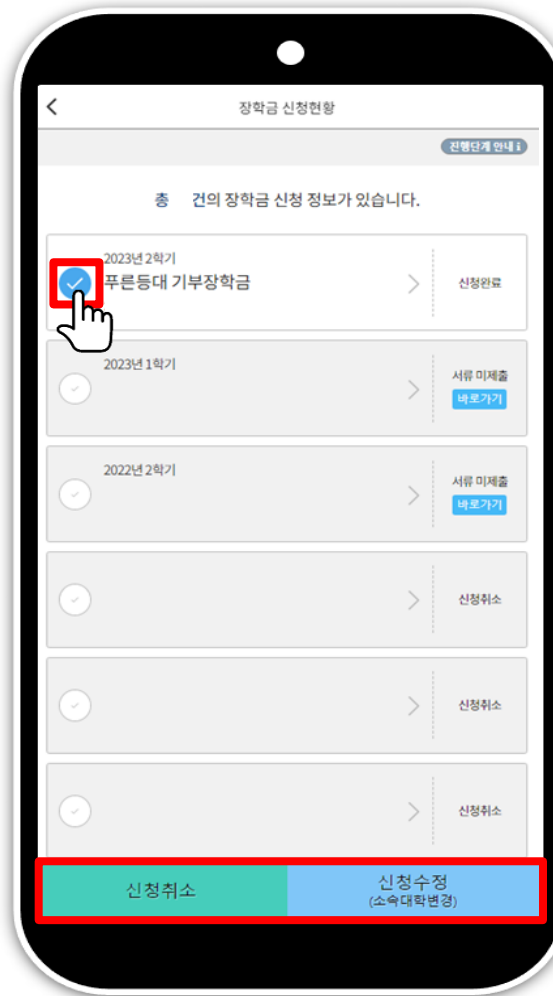 장학금 신청현황
진행단계 안내 i
총 건의 장학금 신청 정보가 있습니다.
2023년 2학기
푸른등대 기부장학금
신청완료
2023년 1학기
서류 미제출
바로가기
2022년 2학기
서류 미제출
바로가기
신청취소
신청취소
신청취소
신청취소
신청수정
(소속대학변경)